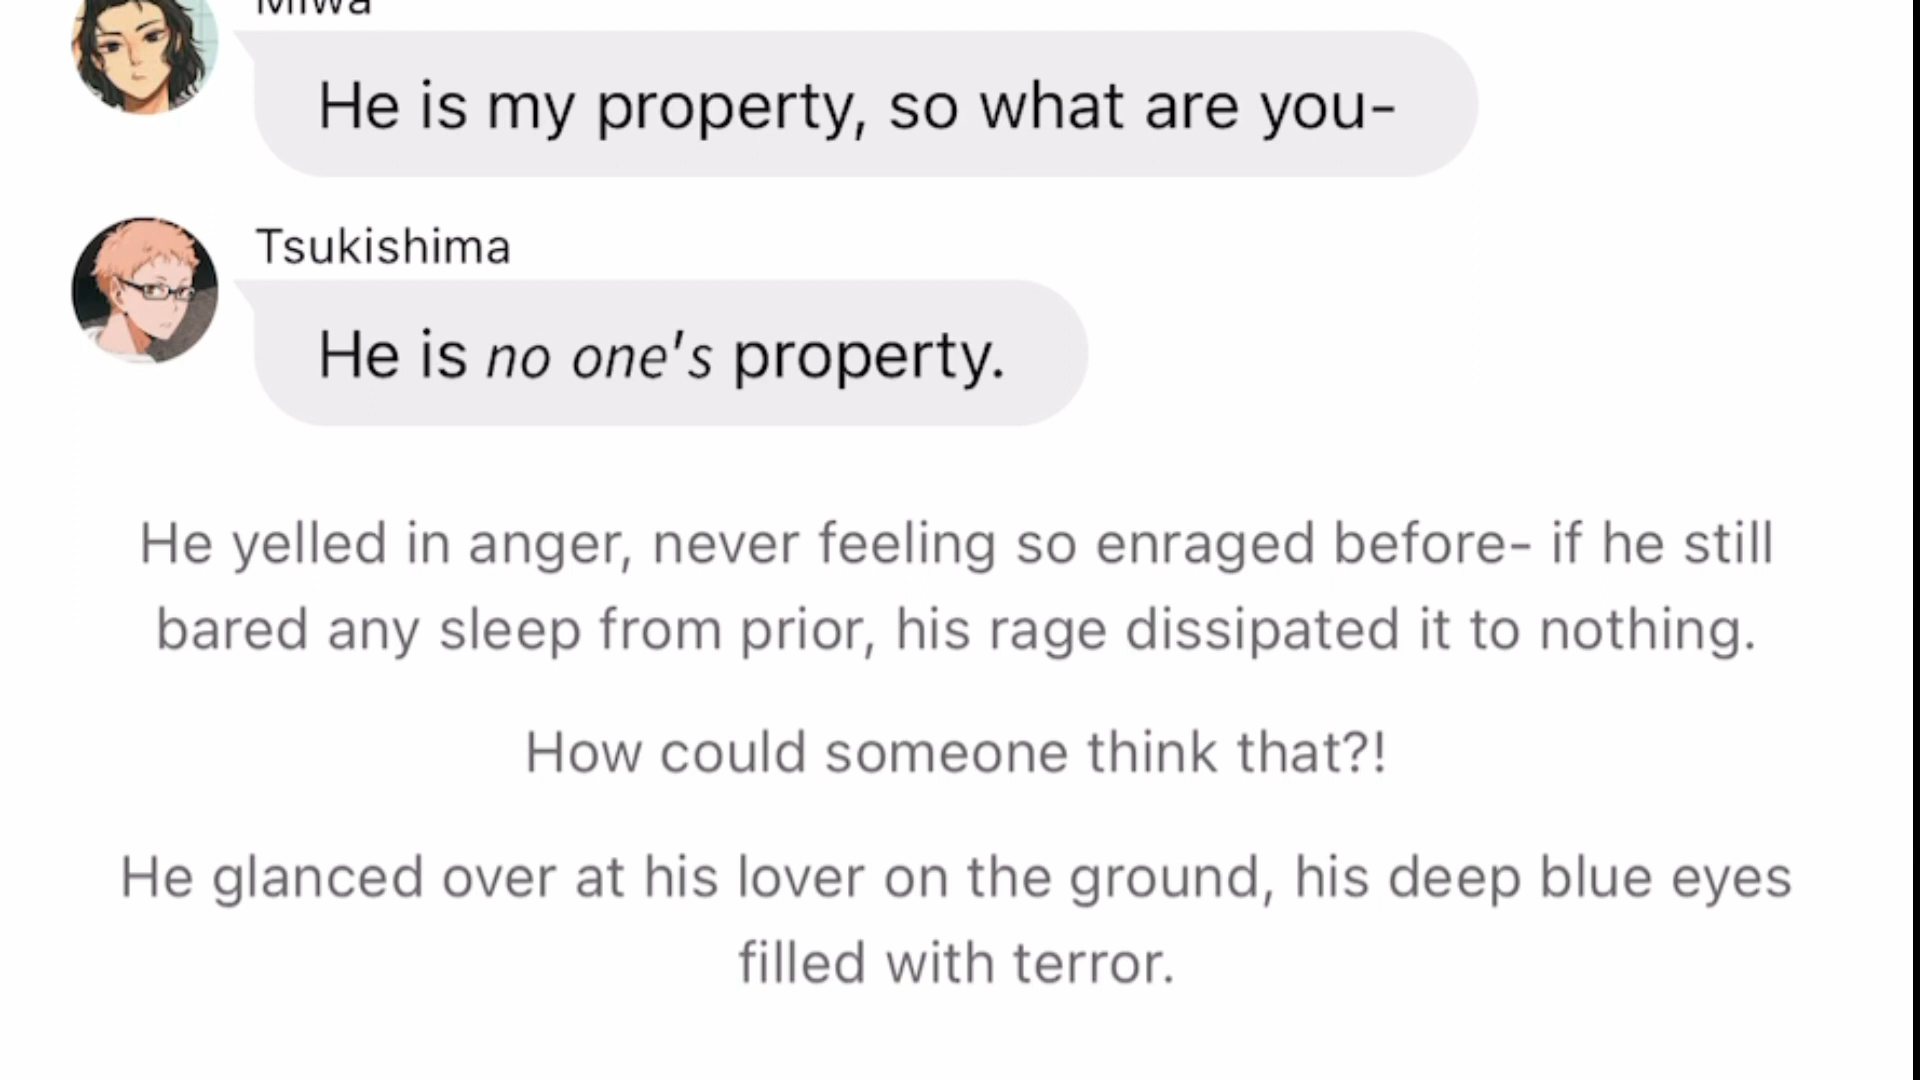 Miwa
He is my property, so what are you-
Tsukishima
He is no one's property.
He yelled in anger, never feeling so enraged before- if he still
bared any sleep from prior, his rage dissipated it to nothing.
How could someone think that?!
He glanced over at his lover on the ground, his deep blue eyes
filled with terror.